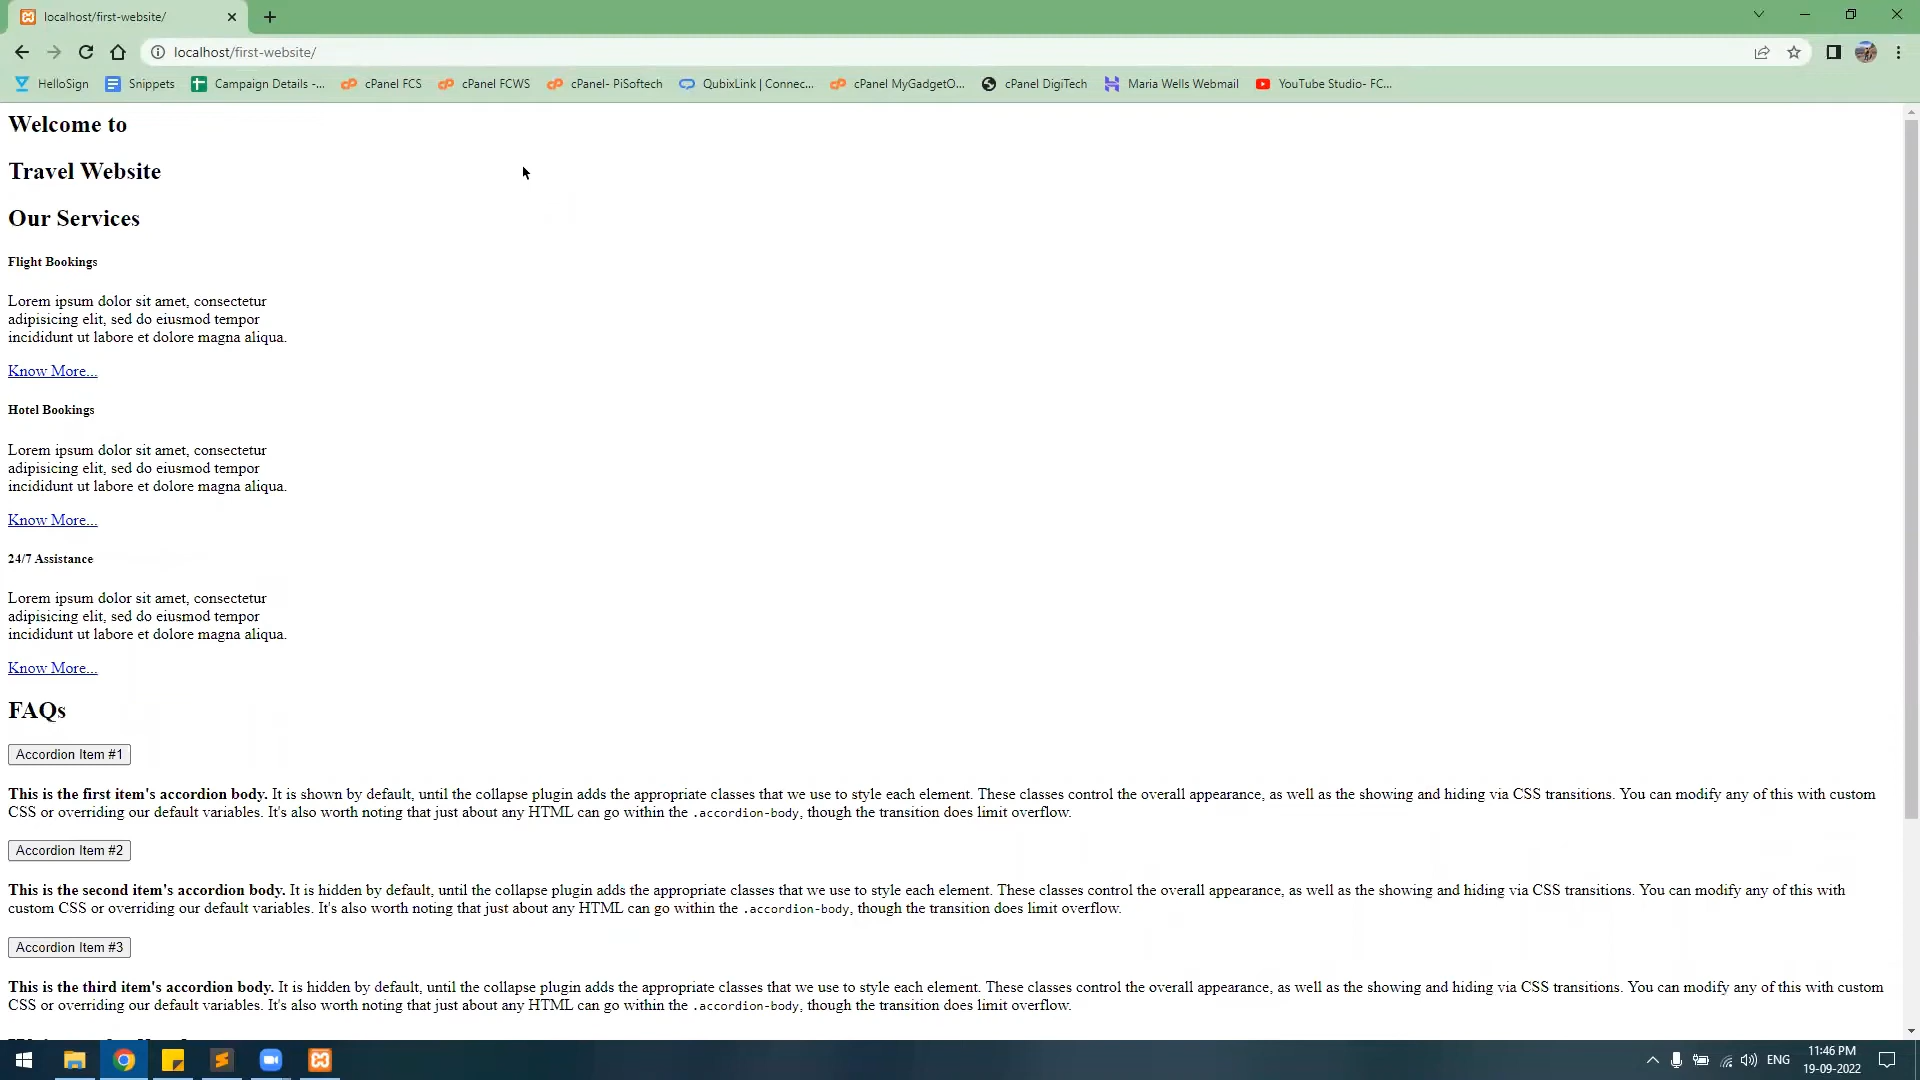 localhost/first-website/
localhost/first-website/
HelloSign
Snippets
Campaign Details -...
cPanel FCS
cPanel FCWS
cPanel- PiSoftech
QubixLink | Connec...
cPanel MyGadgetO...
cPanel DigiTech
Maria Wells Webmail
YouTube Studio- FC...
Welcome to
Travel Website
Our Services
Flight Bookings
Lorem ipsum dolor sit amet, consectetur
adipisicing elit, sed do eiusmod tempor
incididunt ut labore et dolore magna aliqua.
Know More...
Hotel Bookings
Lorem ipsum dolor sit amet, consectetur
adipisicing elit, sed do eiusmod tempor
incididunt ut labore et dolore magna aliqua.
Know More...
24/7 Assistance
Lorem ipsum dolor sit amet, consectetur
adipisicing elit, sed do eiusmod tempor
incididunt ut labore et dolore magna aliqua.
Know More...
FAQs
Accordion Item #1
This is the first item's accordion body. It is shown by default, until the collapse plugin adds the appropriate classes that we use to style each element. These classes control the overall appearance, as well as the showing and hiding via CSS transitions. You can modify any of this with custom
CSS or overriding our default variables. It's also worth noting that just about any HTML can go within the .accordion-body, though the transition does limit overflow.
Accordion Item #2
This is the second item's accordion body. It is hidden by default, until the collapse plugin adds the appropriate classes that we use to style each element. These classes control the overall appearance, as well as the showing and hiding via CSS transitions. You can modify any of this with
custom CSS or overriding our default variables. It's also worth noting that just about any HTML can go within the .accordion-body, though the transition does limit overflow.
Accordion Item #3
This is the third item's accordion body. It is hidden by default, until the collapse plugin adds the appropriate classes that we use to style each element. These classes control the overall appearance, as well as the showing and hiding via CSS transitions. You can modify any of this with custom
CSS or overriding our default variables. It's also worth noting that just about any HTML can go within the .accordion-body, though the transition does limit overflow.
ENG
11:46 PM
19-09-2022